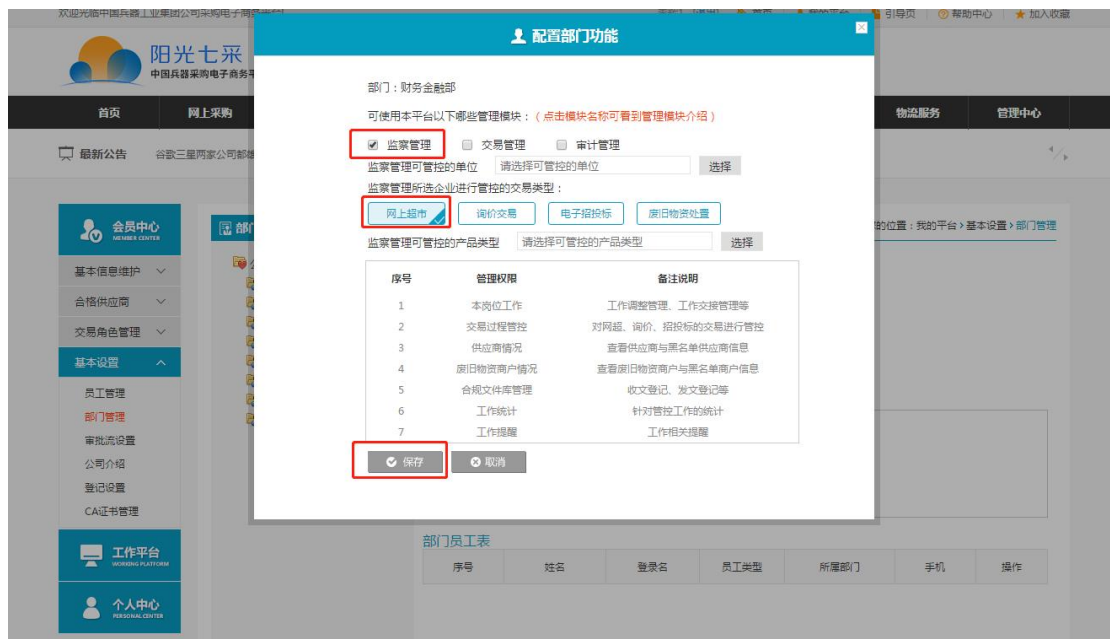 欢迎光临中国兵器工业集团公司采购电子商务平台!
首页
引导页
帮助中心
加入收藏
阳光七采
中国兵器采购电子商务平
首页
网上采购
物流服务
管理中心
最新公告
谷歌三星两家公司都
配置部门功能
部门：财务金融部
可使用本平台以下哪些管理模块：（点击模块名称可看到管理模块介绍）
监察管理 交易管理 审计管理
监察管理可管控的单位 请选择可管控的单位 选择
监察管理所选企业进行管控的交易类型：
网上超市 询价交易 电子招投标 废旧物资处置
监察管理可管控的产品类型 请选择可管控的产品类型 选择
序号 管理权限 备注说明
1 本岗位工作 工作调整管理、工作交接管理等
2 交易过程管控 对网超、询价、招投标的交易进行管控
3 供应商情况 查看供应商与黑名单供应商信息
4 废旧物资商户情况 查看废旧物资商户与黑名单商户信息
5 合规文件库管理 收文登记、发文登记等
6 工作统计 针对管控工作的统计
7 工作提醒 工作相关提醒
保存 取消
会员中心
MEMBER CENTER
基本信息维护
合格供应商
交易角色管理
基本设置
员工管理
部门管理
审批流设置
公司介绍
登记设置
CA证书管理
工作平台
WORKING PLATFORM
个人中心
PERSONAL CENTER
的位置：我的平台>基本设置>部门管理
部门员工表
序号 姓名 登录名 员工类型 所属部门 手机 操作